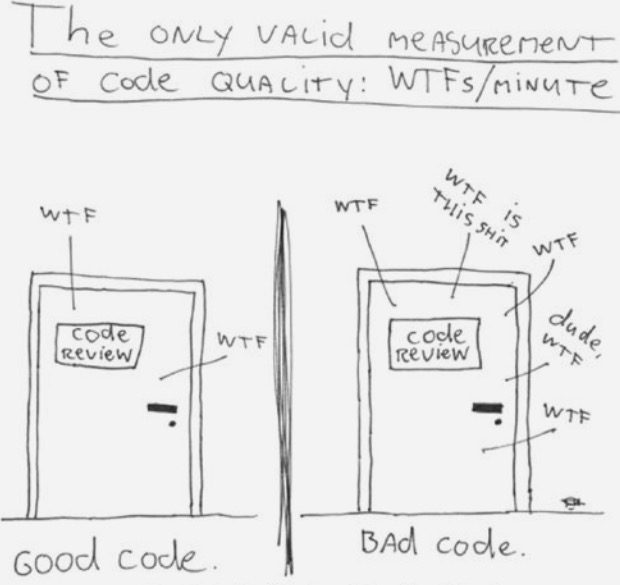 The ONLY VALID MEASUREMENT
OF Code QUALITY: WTFs/MINUTE
WTF
code
REVIEW
WTF
Good code.
WTF
WTF is
THIS SHIT
WTF
code
REVIEW
dude,
WTF
WTF
BAd code.